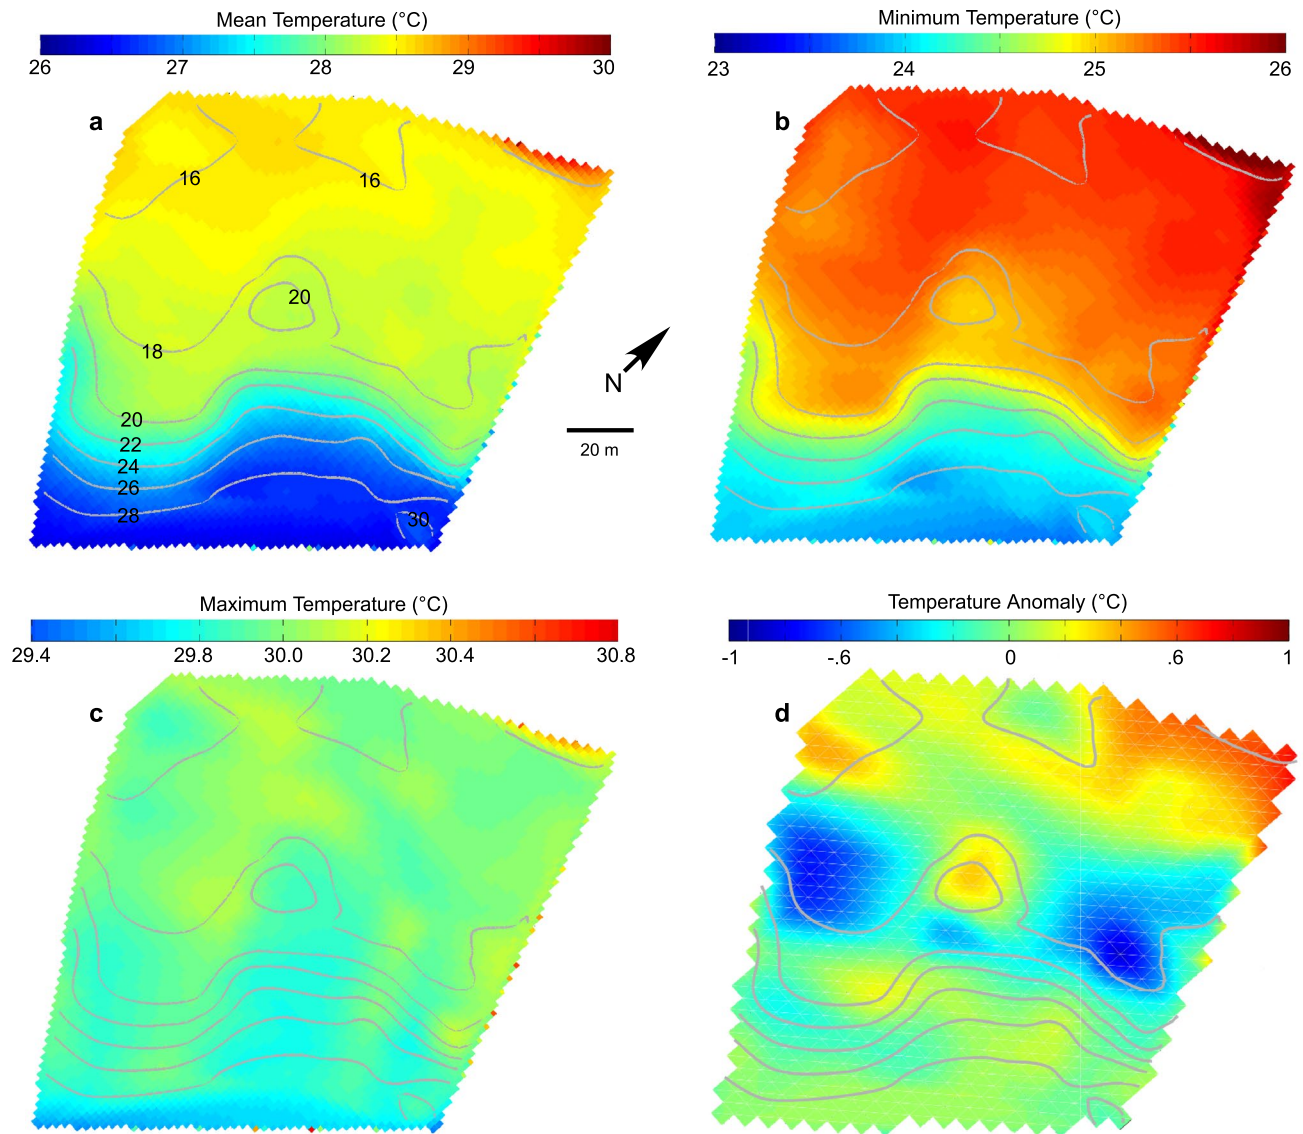 Mean Temperature (°C)
26 27 28 29 30
Minimum Temperature (°C)
23 24 25 26
a
16
16
20
18
20
22
24
26
28
30
b
N
20 m
Maximum Temperature (°C)
29.4 29.8 30.0 30.2 30.4 30.8
Temperature Anomaly (°C)
-1 -.6 0 .6 1
c
d